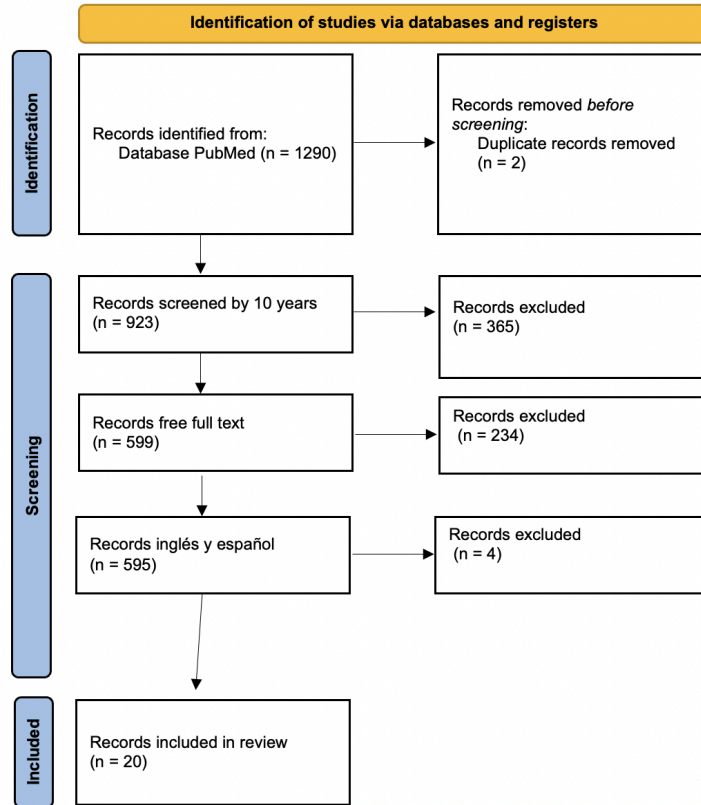 Identification of studies via databases and registers
Identification
Records identified from:
Database PubMed (n = 1290)
Records removed before
screening:
Duplicate records removed
(n = 2)
Screening
Records screened by 10 years
(n = 923)
Records excluded
(n = 365)
Records free full text
(n = 599)
Records excluded
(n = 234)
Records inglés y español
(n = 595)
Records excluded
(n = 4)
Included
Records included in review
(n = 20)